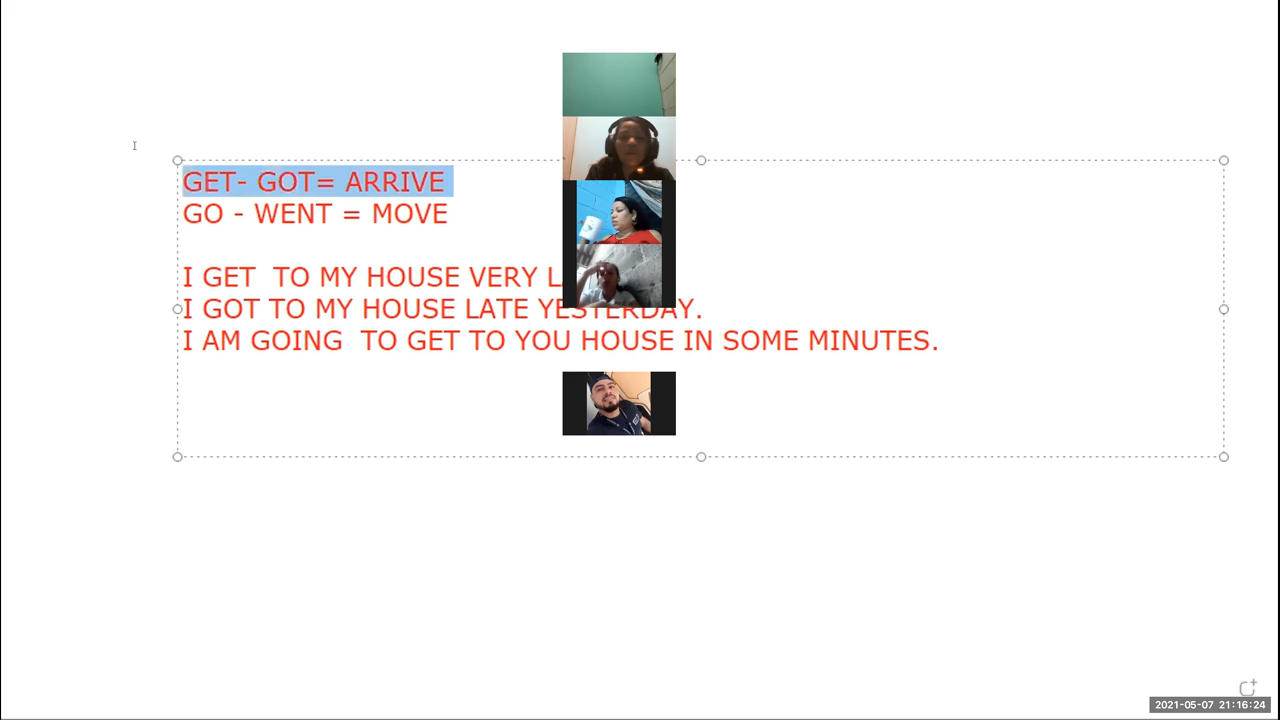 GET- GOT= ARRIVE
GO - WENT = MOVE
I GET TO MY HOUSE VERY
I GOT TO MY HOUSE LATE YESTERDAY.
I AM GOING TO GET TO YOU HOUSE IN SOME MINUTES.
2021-05-07 21:16:24